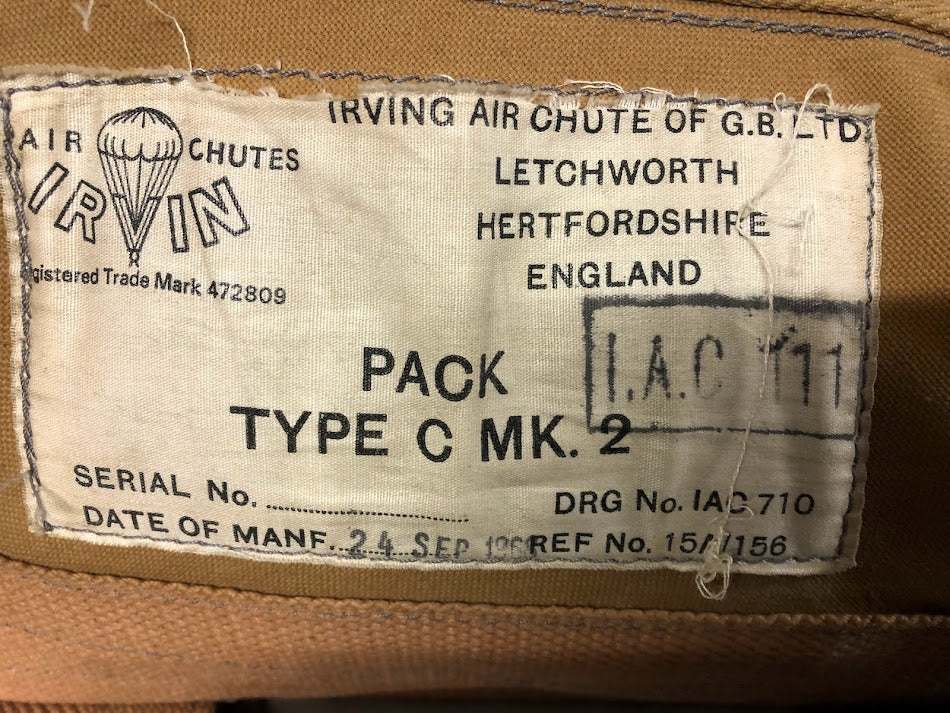 AIR CHUTES
IRVIN
gistered Trade Mark 472809
IRVING AIR CHUTE OF G.B. LTD
LETCHWORTH
HERTFORDSHIRE
ENGLAND
I.A.C 111
PACK
TYPE C MK. 2
SERIAL No.
DRG No. IAC 710
DATE OF MANF. 24 SEP
REF No. 15A/156